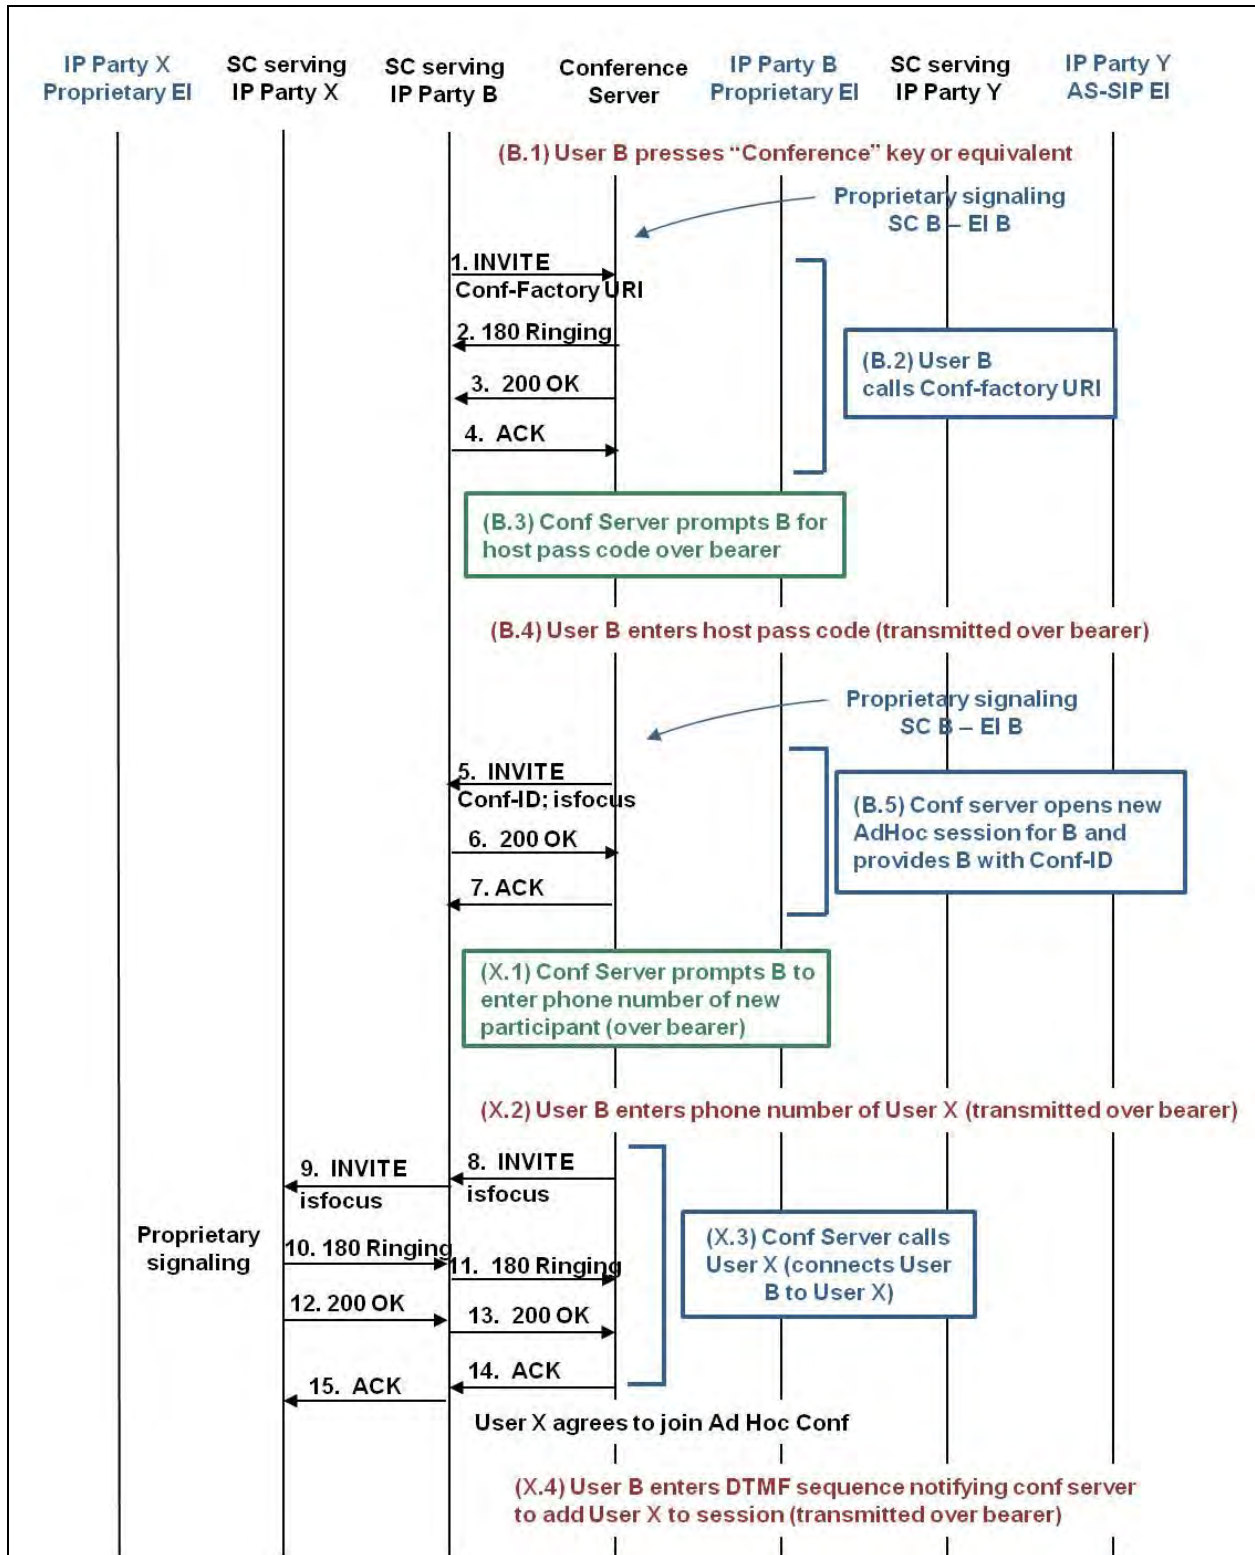 IP Party X
Proprietary EI
SC serving
IP Party X
SC serving
IP Party B
Conference
Server
IP Party B
Proprietary EI
SC serving
IP Party Y
IP Party Y
AS-SIP EI
(B.1) User B presses “Conference” key or equivalent
Proprietary signaling
SC B – EI B
1. INVITE
Conf-Factory URI
2. 180 Ringing
3. 200 OK
4. ACK
(B.2) User B
calls Conf-factory URI
(B.3) Conf Server prompts B for
host pass code over bearer
(B.4) User B enters host pass code (transmitted over bearer)
Proprietary signaling
SC B – EI B
5. INVITE
Conf-ID; isfocus
6. 200 OK
7. ACK
(B.5) Conf server opens new
AdHoc session for B and
provides B with Conf-ID
(X.1) Conf Server prompts B to
enter phone number of new
participant (over bearer)
(X.2) User B enters phone number of User X (transmitted over bearer)
8. INVITE
isfocus
9. INVITE
isfocus
Proprietary
signaling
10. 180 Ringing
11. 180 Ringing
12. 200 OK
13. 200 OK
14. ACK
15. ACK
(X.3) Conf Server calls
User X (connects User
B to User X)
User X agrees to join Ad Hoc Conf
(X.4) User B enters DTMF sequence notifying conf server
to add User X to session (transmitted over bearer)